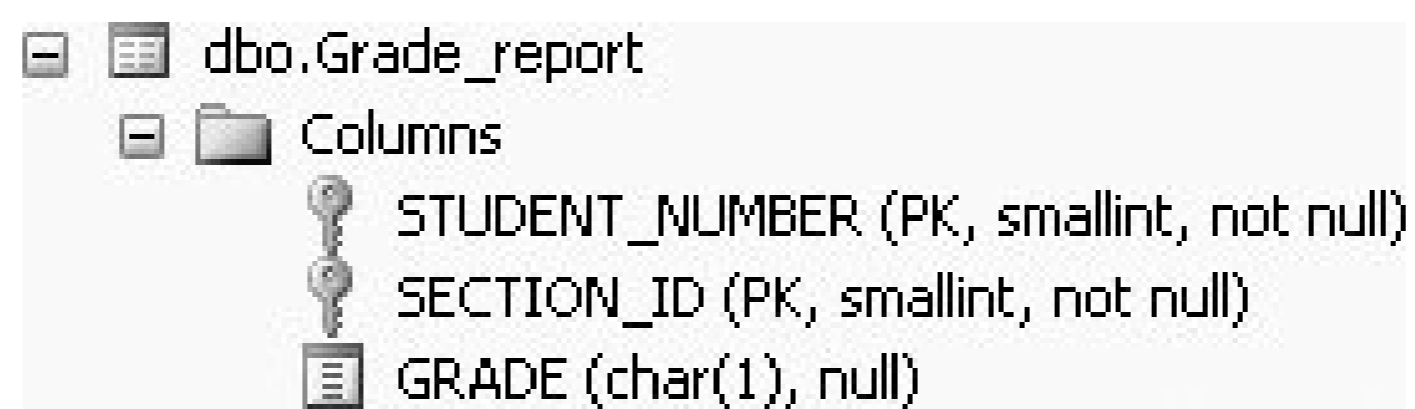 dbo.Grade_report
Columns
STUDENT_NUMBER (PK, smallint, not null)
SECTION_ID (PK, smallint, not null)
GRADE (char(1), null)